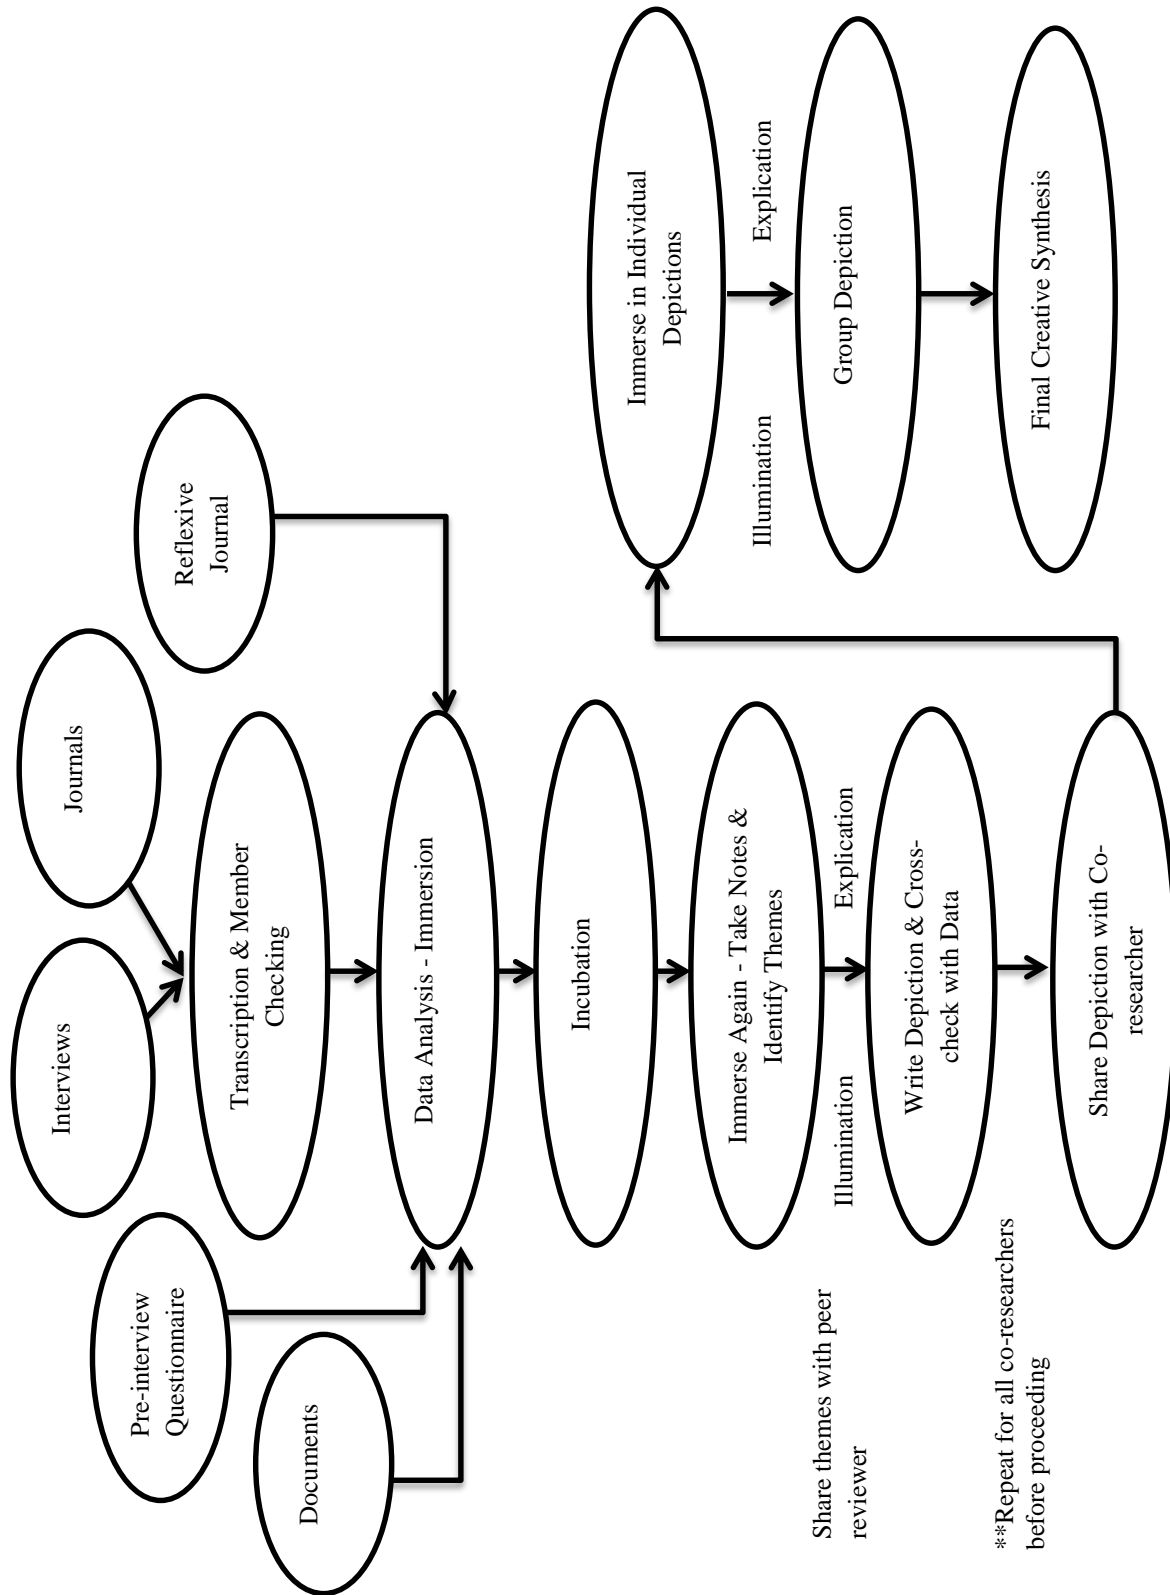 Documents
Pre-interview
Questionnaire
Interviews
Journals
Reflexive
Journal
Transcription & Member
Checking
Data Analysis - Immersion
Incubation
Immerse Again - Take Notes &
Identify Themes
Share themes with peer
reviewer
Illumination
Explication
Write Depiction & Cross-
check with Data
**Repeat for all co-researchers
before proceeding
Share Depiction with Co-
researcher
Immerse in Individual
Depictions
Illumination
Explication
Group Depiction
Final Creative Synthesis